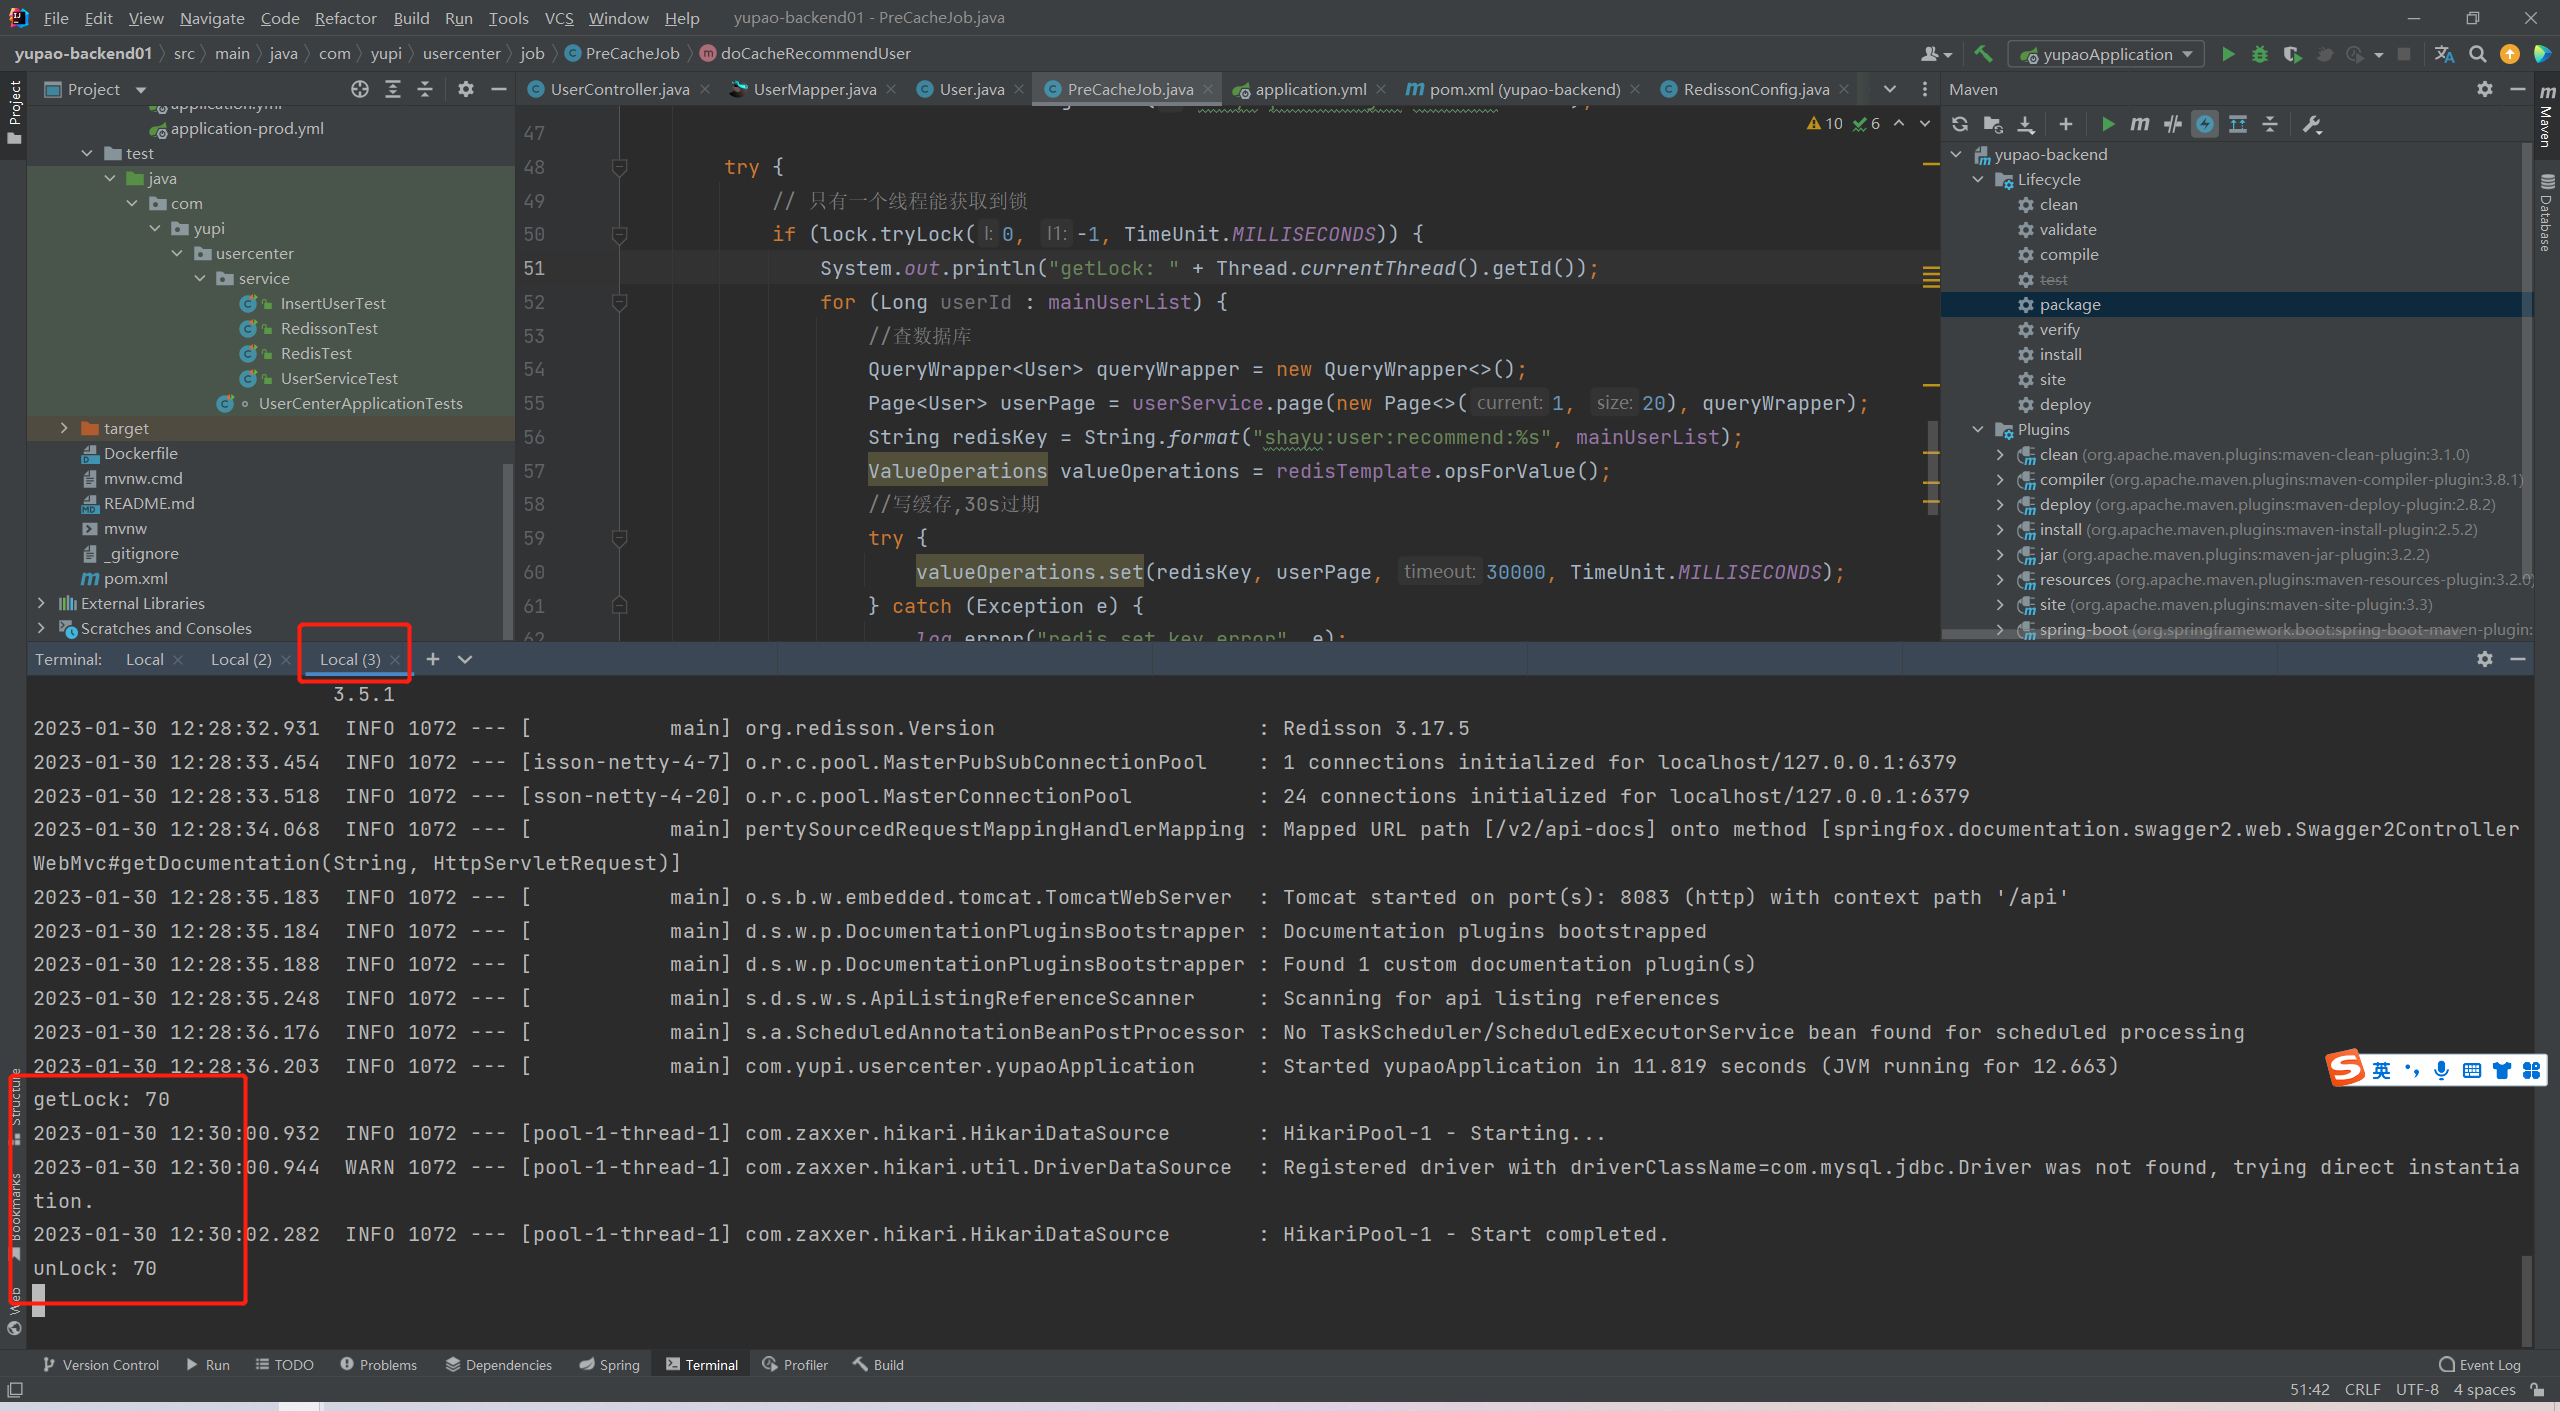 File Edit View Navigate Code Refactor Build Run Tools VCS Window Help yupao-backend01 - PreCacheJob.java
yupao-backend01 src main java com yupi usercenter job PreCacheJob doCacheRecommendUser yupaoApplication
Project
Project
application.yml
application-prod.yml
test
java
com
yupi
usercenter
service
InsertUserTest
RedissonTest
RedisTest
UserServiceTest
UserCenterApplicationTests
target
Dockerfile
mvnw.cmd
README.md
mvnw
_gitignore
pom.xml
External Libraries
Scratches and Consoles
UserController.java UserMapper.java User.java PreCacheJob.java application.yml pom.xml (yupao-backend) RedissonConfig.java
10 6
47
48 try {
49 // 只有一个线程能获取到锁
50 if (lock.tryLock( l: 0, l1: -1, TimeUnit.MILLISECONDS)) {
51 System.out.println("getLock: " + Thread.currentThread().getId());
52 for (Long userId : mainUserList) {
53 //查数据库
54 QueryWrapper<User> queryWrapper = new QueryWrapper<>();
55 Page<User> userPage = userService.page(new Page<>( current: 1, size: 20), queryWrapper);
56 String redisKey = String.format("shayu:user:recommend:%s", mainUserList);
57 ValueOperations valueOperations = redisTemplate.opsForValue();
58 //写缓存,30s过期
59 try {
60 valueOperations.set(redisKey, userPage, timeout: 30000, TimeUnit.MILLISECONDS);
61 } catch (Exception e) {
62 log.error("redis set key error", e);
Maven
yupao-backend
Lifecycle
clean
validate
compile
test
package
verify
install
site
deploy
Plugins
clean (org.apache.maven.plugins:maven-clean-plugin:3.1.0)
compiler (org.apache.maven.plugins:maven-compiler-plugin:3.8.1)
deploy (org.apache.maven.plugins:maven-deploy-plugin:2.8.2)
install (org.apache.maven.plugins:maven-install-plugin:2.5.2)
jar (org.apache.maven.plugins:maven-jar-plugin:3.2.2)
resources (org.apache.maven.plugins:maven-resources-plugin:3.2.0)
site (org.apache.maven.plugins:maven-site-plugin:3.3)
spring-boot (org.springframework.boot:spring-boot-maven-plugin:
Maven
Database
Terminal: Local Local (2) Local (3)
3.5.1
2023-01-30 12:28:32.931 INFO 1072 --- [ main] org.redisson.Version : Redisson 3.17.5
2023-01-30 12:28:33.454 INFO 1072 --- [isson-netty-4-7] o.r.c.pool.MasterPubSubConnectionPool : 1 connections initialized for localhost/127.0.0.1:6379
2023-01-30 12:28:33.518 INFO 1072 --- [sson-netty-4-20] o.r.c.pool.MasterConnectionPool : 24 connections initialized for localhost/127.0.0.1:6379
2023-01-30 12:28:34.068 INFO 1072 --- [ main] pertySourcedRequestMappingHandlerMapping : Mapped URL path [/v2/api-docs] onto method [springfox.documentation.swagger2.web.Swagger2Controller
WebMvc#getDocumentation(String, HttpServletRequest)]
2023-01-30 12:28:35.183 INFO 1072 --- [ main] o.s.b.w.embedded.tomcat.TomcatWebServer : Tomcat started on port(s): 8083 (http) with context path '/api'
2023-01-30 12:28:35.184 INFO 1072 --- [ main] d.s.w.p.DocumentationPluginsBootstrapper : Documentation plugins bootstrapped
2023-01-30 12:28:35.188 INFO 1072 --- [ main] d.s.w.p.DocumentationPluginsBootstrapper : Found 1 custom documentation plugin(s)
2023-01-30 12:28:35.248 INFO 1072 --- [ main] s.d.s.w.s.ApiListingReferenceScanner : Scanning for api listing references
2023-01-30 12:28:36.176 INFO 1072 --- [ main] s.a.ScheduledAnnotationBeanPostProcessor : No TaskScheduler/ScheduledExecutorService bean found for scheduled processing
2023-01-30 12:28:36.203 INFO 1072 --- [ main] com.yupi.usercenter.yupaoApplication : Started yupaoApplication in 11.819 seconds (JVM running for 12.663)
getLock: 70
2023-01-30 12:30:00.932 INFO 1072 --- [pool-1-thread-1] com.zaxxer.hikari.HikariDataSource : HikariPool-1 - Starting...
2023-01-30 12:30:00.944 WARN 1072 --- [pool-1-thread-1] com.zaxxer.hikari.util.DriverDataSource : Registered driver with driverClassName=com.mysql.jdbc.Driver was not found, trying direct instantia
tion.
2023-01-30 12:30:02.282 INFO 1072 --- [pool-1-thread-1] com.zaxxer.hikari.HikariDataSource : HikariPool-1 - Start completed.
unLock: 70
Structure
Bookmarks
Web
英
Version Control Run TODO Problems Dependencies Spring Terminal Profiler Build Event Log
51:42 CRLF UTF-8 4 spaces